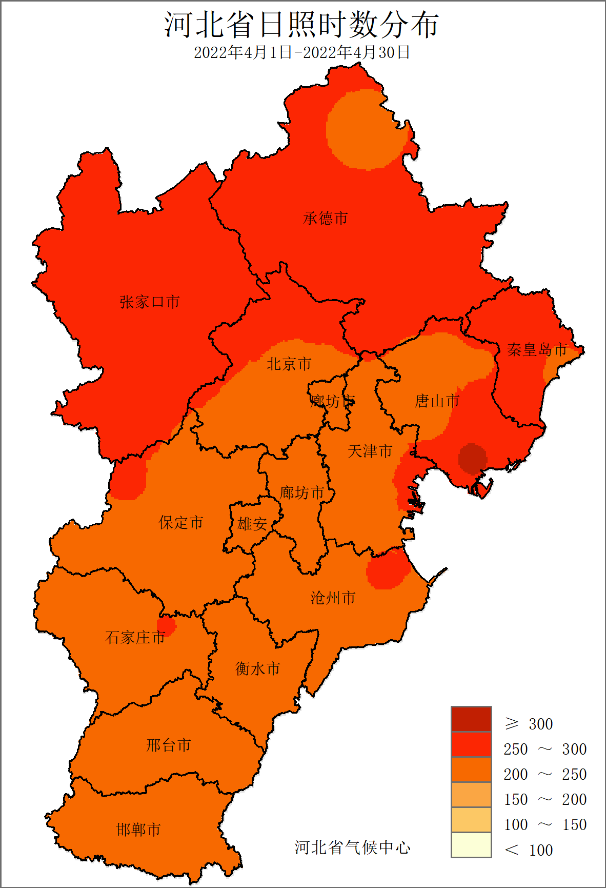 河北省日照时数分布
2022年4月1日-2022年4月30日
承德市
张家口市
秦皇岛市
北京市
廊坊市
唐山市
天津市
廊坊市
保定市
雄安
沧州市
石家庄市
衡水市
邢台市
邯郸市
≥ 300
250 ～ 300
200 ～ 250
150 ～ 200
100 ～ 150
＜ 100
河北省气候中心